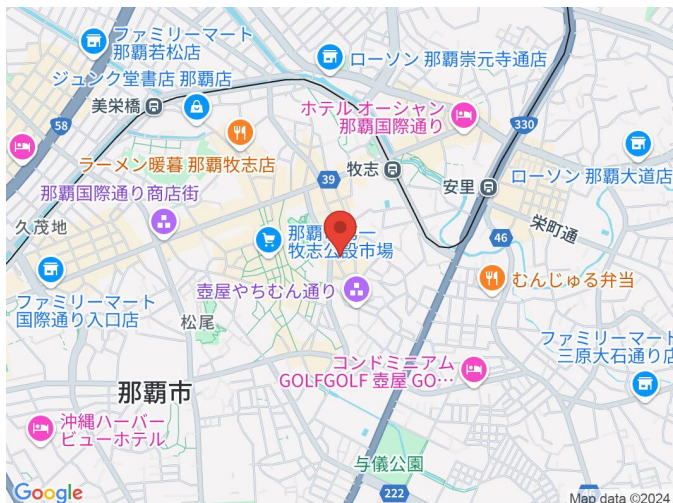 ファミリーマート
那覇若松店
ジュンク堂書店 那覇店
美栄橋
58
ローソン 那覇崇元寺通店
ホテル オーシャン
那覇国際通り
330
ラーメン暖暮 那覇牧志店
39
牧志
安里
ローソン 那覇大道店
那覇国際通り商店街
久茂地
46
栄町通
那覇
一
牧志公設市場
むんじゅる弁当
ファミリーマート
国際通り入口店
壺屋やちむん通り
松尾
ファミリーマート
三原大石通り店
コンドミニアム
GOLFGOLF 壺屋 GO…
那覇市
沖縄ハーバー
ビューホテル
与儀公園
222
Google
Map data ©2024